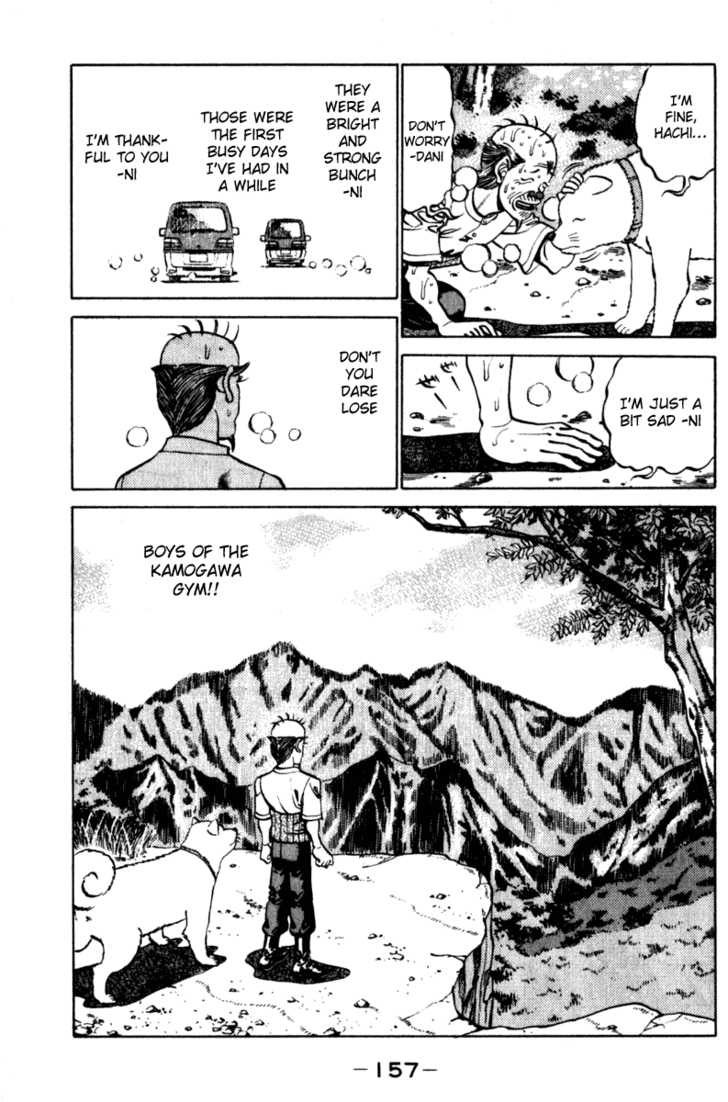 I'M
FINE,
HACHI...
DON'T
WORRY
-DANI
THEY
WERE A
BRIGHT
AND
STRONG
BUNCH
-NI
THOSE WERE
THE FIRST
BUSY DAYS
I'VE HAD IN
A WHILE
I'M THANK-
FUL TO YOU
-NI
I'M JUST A
BIT SAD -NI
DON'T
YOU
DARE
LOSE
BOYS OF THE
KAMOGAWA
GYM!!
-157-